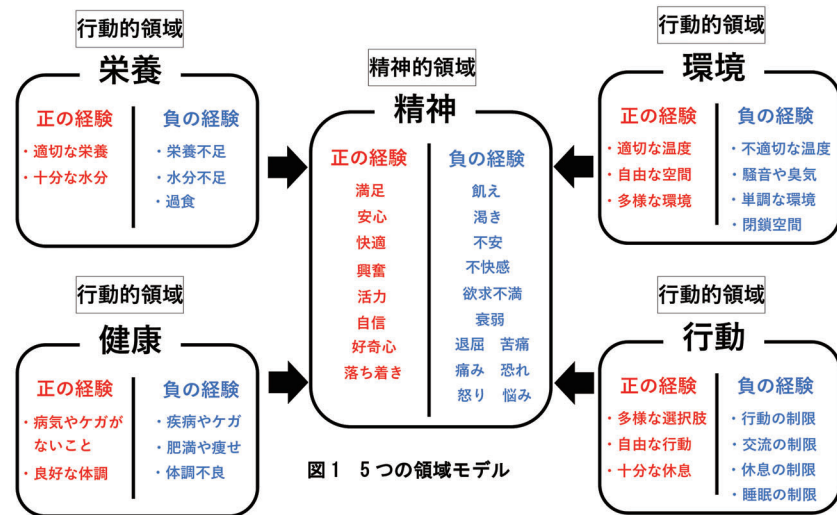 行動的領域
栄養
正の経験
・適切な栄養
・十分な水分
負の経験
・栄養不足
・水分不足
・過食
行動的領域
健康
正の経験
・病気やケガが
ないこと
・良好な体調
負の経験
・疾病やケガ
・肥満や痩せ
・体調不良
精神的領域
精神
正の経験
満足
安心
快適
興奮
活力
自信
好奇心
落ち着き
負の経験
飢え
渇き
不安
不快感
欲求不満
衰弱
退屈 苦痛
痛み 恐れ
怒り 悩み
行動的領域
環境
正の経験
・適切な温度
・自由な空間
・多様な環境
負の経験
・不適切な温度
・騒音や臭気
・単調な環境
・閉鎖空間
行動的領域
行動
正の経験
・多様な選択肢
・自由な行動
・十分な休息
負の経験
・行動の制限
・交流の制限
・休息の制限
・睡眠の制限
図1 5つの領域モデル